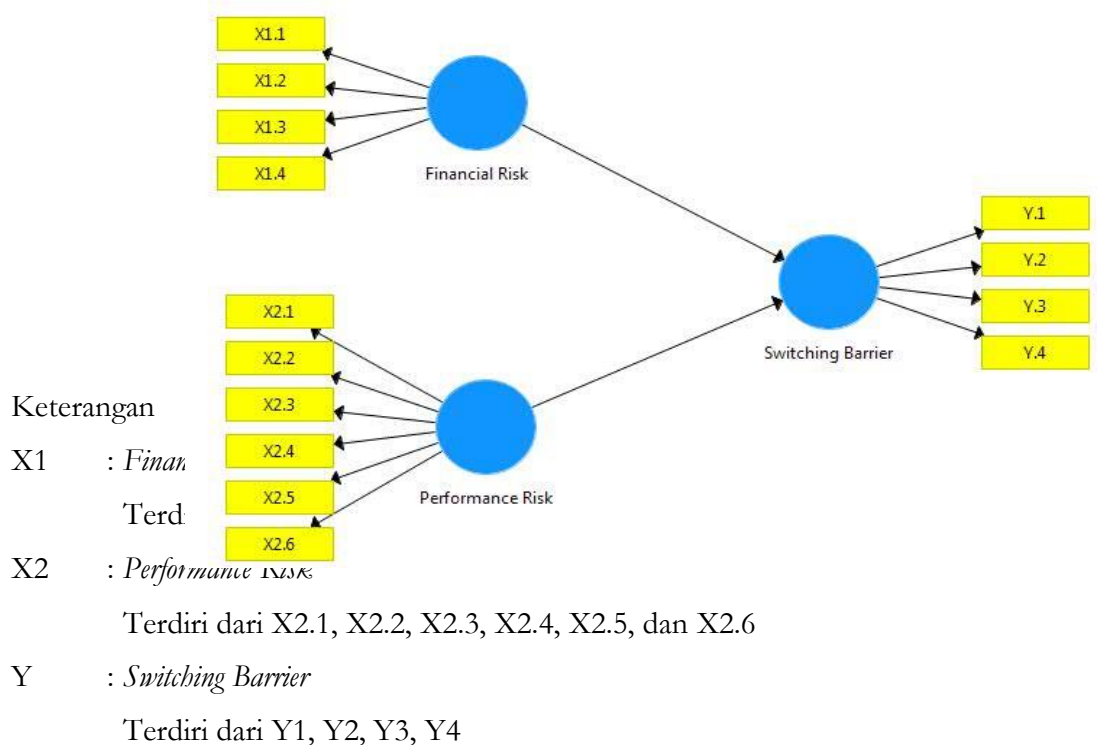 X1.1
X1.2
X1.3
X1.4
Financial Risk
Y.1
Y.2
Y.3
Y.4
Switching Barrier
X2.1
X2.2
X2.3
X2.4
X2.5
X2.6
Performance Risk
Keterangan
X1 :
X2 : Performance Risk
Terdiri dari X2.1, X2.2, X2.3, X2.4, X2.5, dan X2.6
Y : Switching Barrier
Terdiri dari Y1, Y2, Y3, Y4